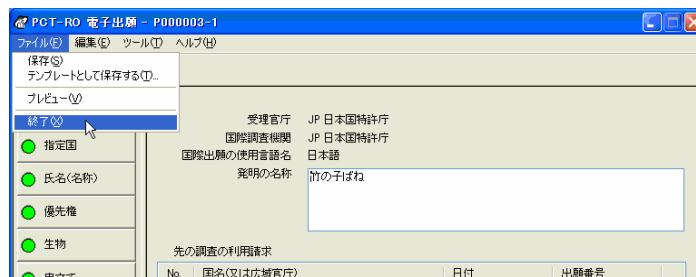 PCT-RO 電子出願 - P000003-1
ファイル(F) 編集(E) ツール(T) ヘルプ(H)
保存(S)
テンプレートとして保存する(T)...
プレビュー(V)
終了(X)
受理官庁 JP 日本国特許庁
国際調査機関 JP 日本国特許庁
国際出願の使用言語名 日本語
発明の名称 竹の子ばね
指定国
氏名(名称)
優先権
生物
申立て
先の調査の利用請求
No. 国名(又は広域官庁) 日付 出願番号